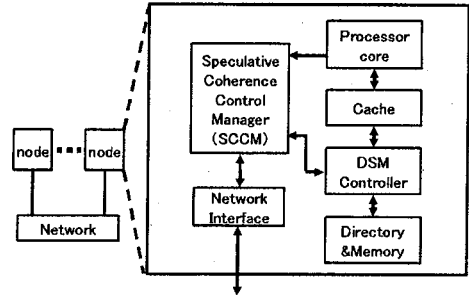 Speculative
Coherence
Control
Manager
(SCCM)
Processor
core
Cache
DSM
Controller
Directory
&Memory
Network
Interface
node
node
Network